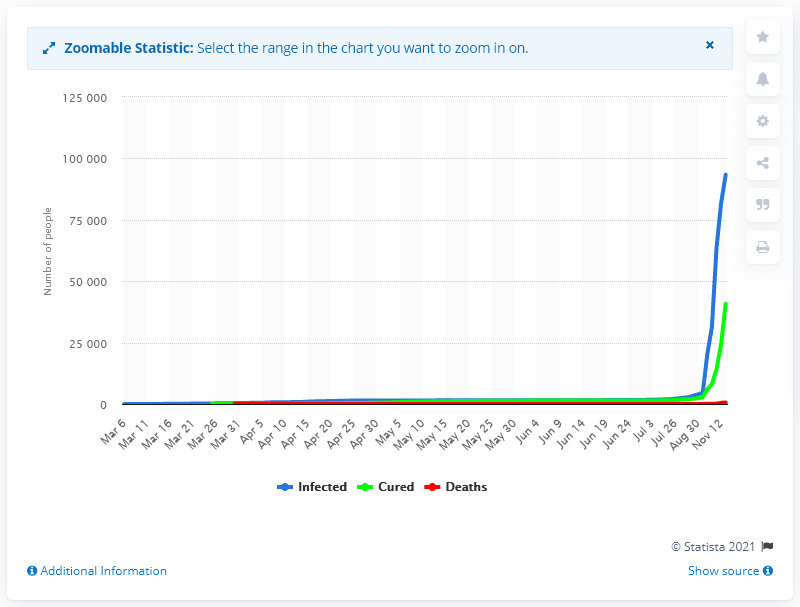 Zoomable Statistic: Select the range in the chart you want to zoom in on.
×
125 000
100 000
75 000
50 000
25 000
0
Number of people
Mar 6
Mar 11
Mar 16
Mar 21
Mar 26
Mar 31
Apr 5
Apr 10
Apr 15
Apr 20
Apr 25
Apr 30
May 5
May 10
May 15
May 20
May 25
May 30
Jun 4
Jun 9
Jun 14
Jun 19
Jun 24
Jul 3
Jul 26
Aug 30
Nov 12
Infected Cured Deaths
© Statista 2021
Additional Information Show source